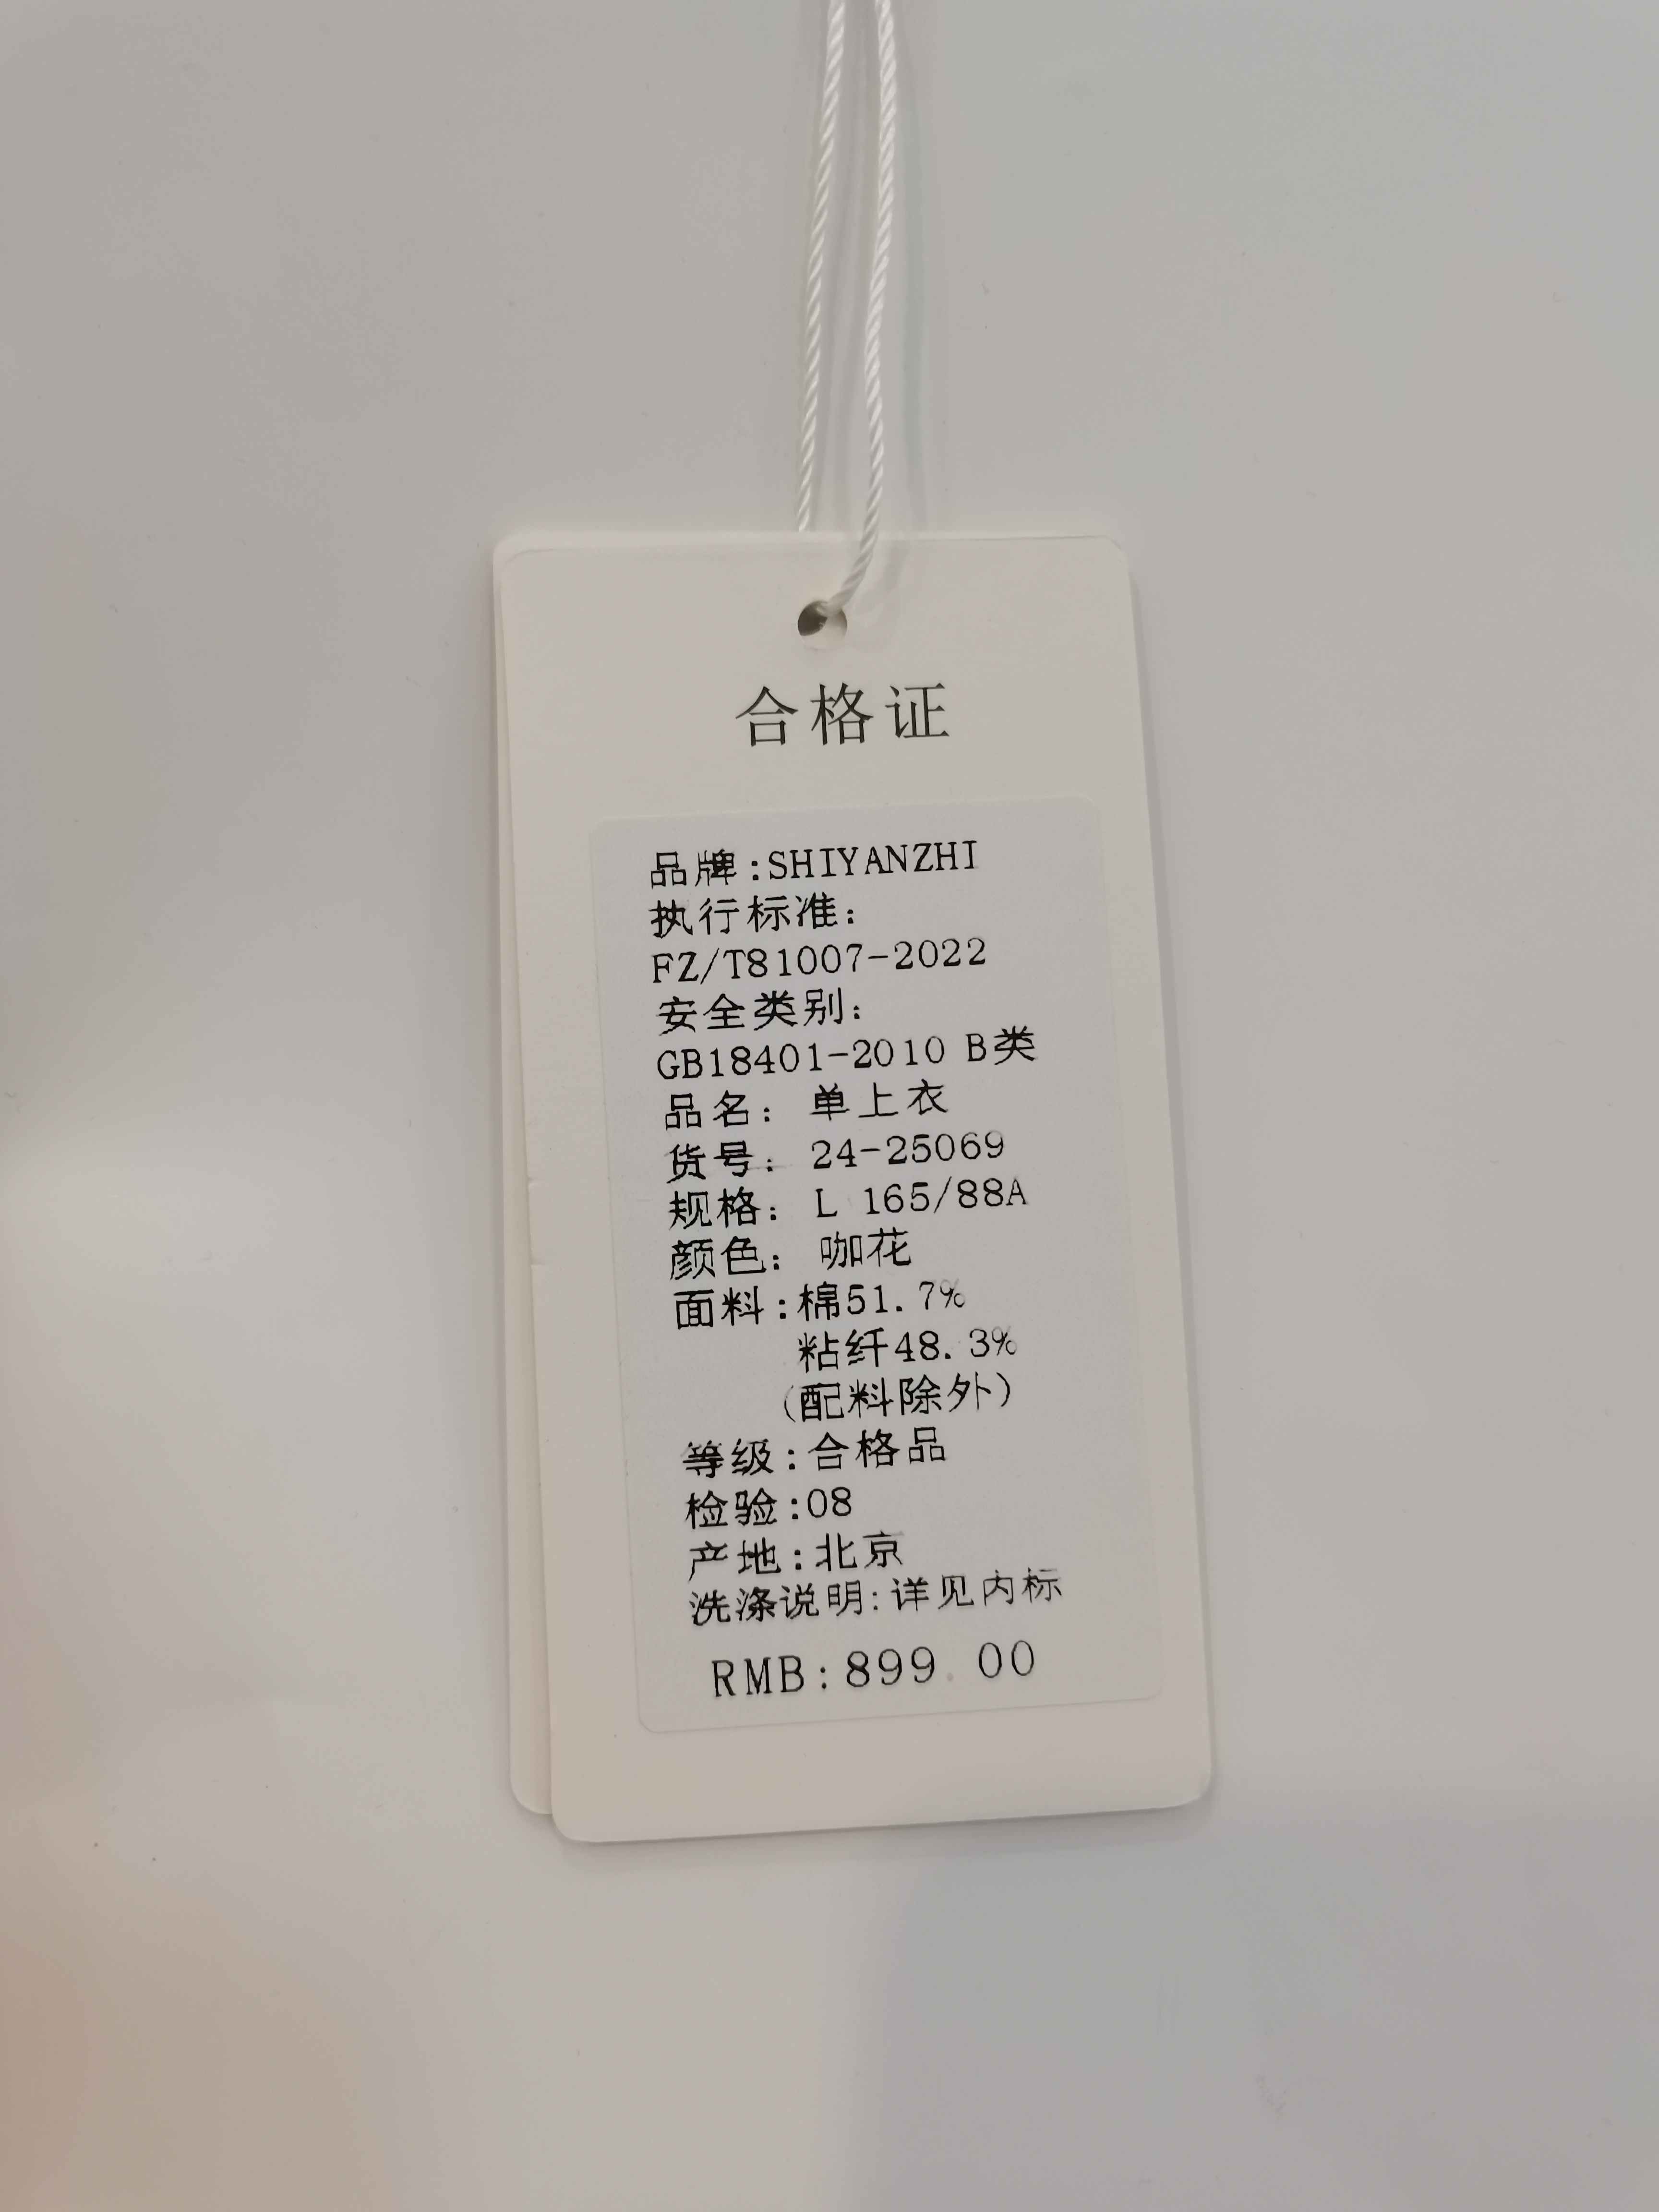 合格证
品牌:SHIYANZHI
执行标准:
FZ/T81007-2022
安全类别:
GB18401-2010 B类
品名: 单上衣
货号: 24-25069
规格: L 165/88A
颜色: 咖花
面料:棉51.7%
粘纤48.3%
(配料除外)
等级:合格品
检验:08
产地:北京
洗涤说明:详见内标
RMB:899.00